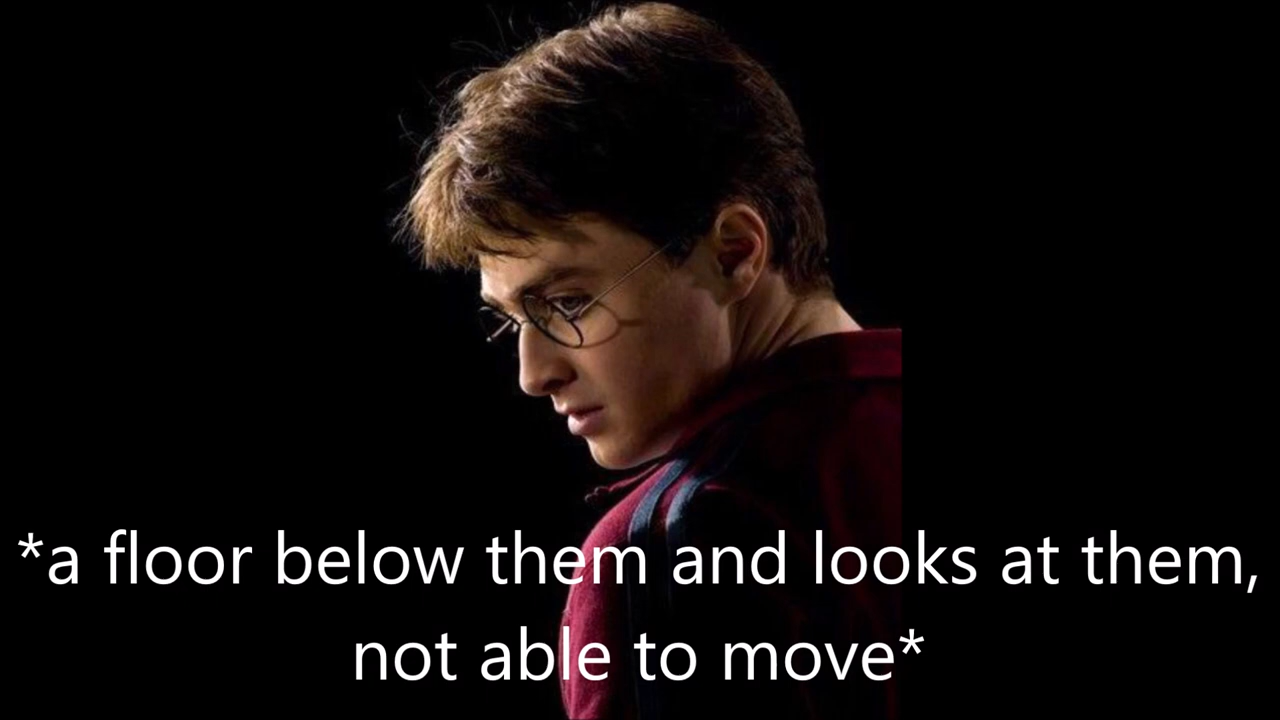 *a floor below them and looks at them,
not able to move*